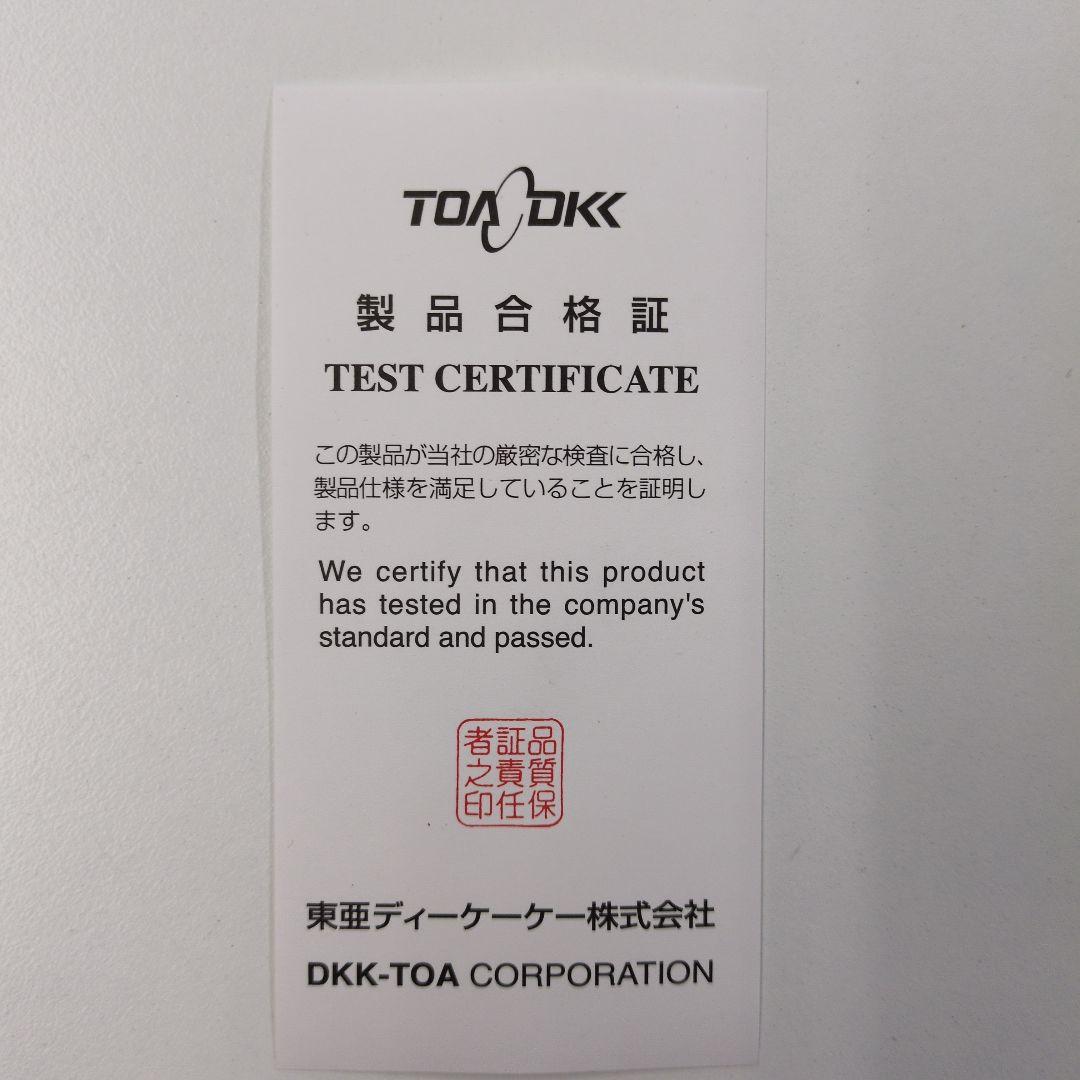 TOA DKK
製品合格証
TEST CERTIFICATE
この製品が当社の厳密な検査に合格し、
製品仕様を満足していることを証明し
ます。
We certify that this product
has tested in the company's
standard and passed.
品質保
証責任
者之印
東亜ディーケーケー株式会社
DKK-TOA CORPORATION